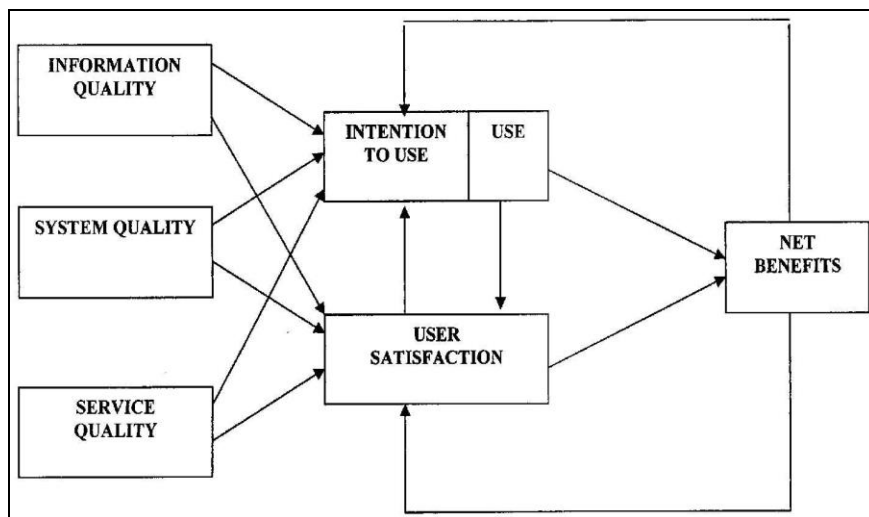 INFORMATION
QUALITY
INTENTION
TO USE
USE
SYSTEM QUALITY
NET
BENEFITS
USER
SATISFACTION
SERVICE
QUALITY